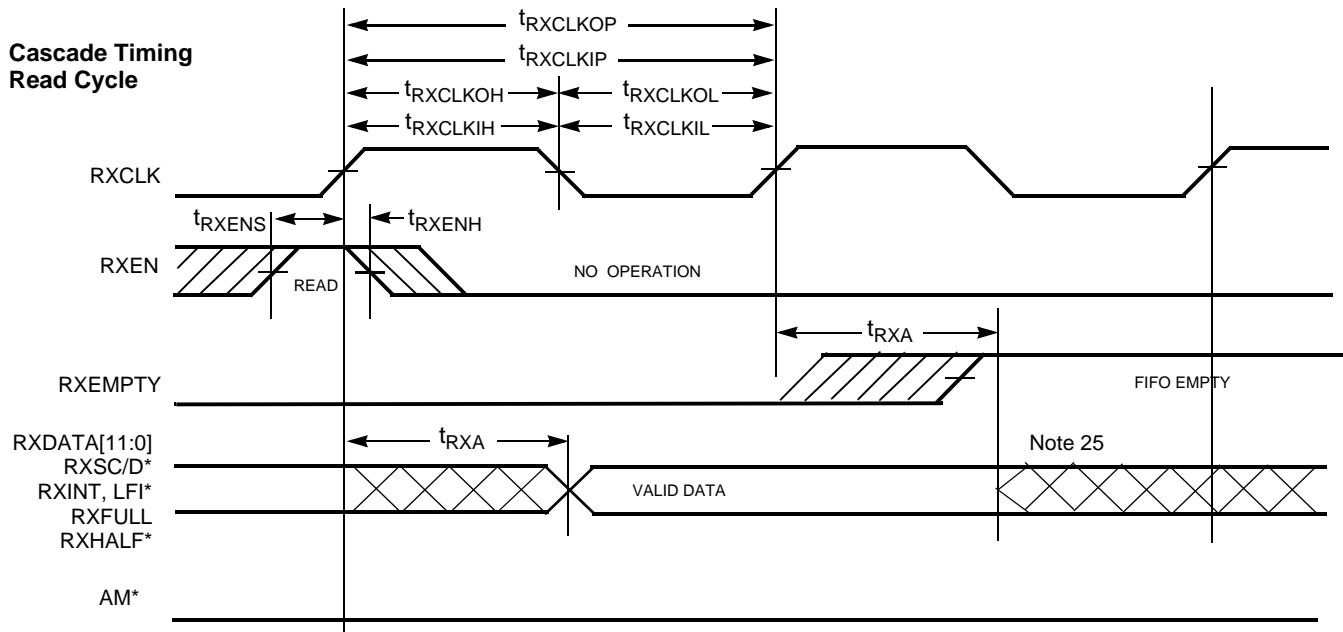 Cascade Timing
Read Cycle
tRXCLKOP
tRXCLKIP
tRXCLKOH
tRXCLKOL
tRXCLKIH
tRXCLKIL
RXCLK
tRXENS
tRXENH
RXEN
READ
NO OPERATION
tRXA
RXEMPTY
FIFO EMPTY
RXDATA[11:0]
tRXA
Note 25
RXSC/D*
RXINT, LFI*
VALID DATA
RXFULL
RXHALF*
AM*